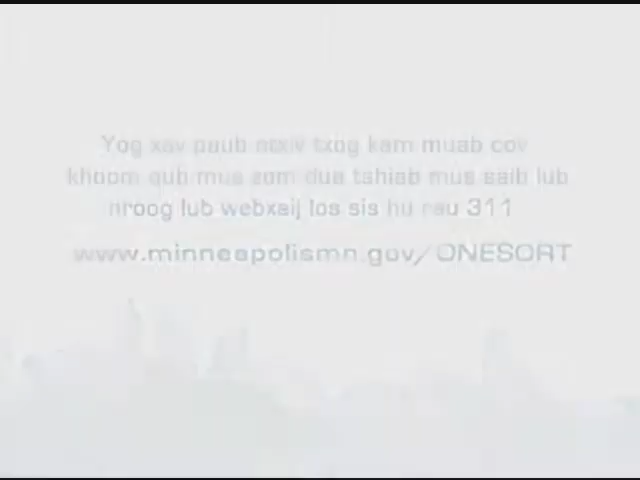 Yog xav paub ntxiv txog kam muab cov
khoom qub mus som dua tshiab mus saib lub
nroog lub webxaij los sis hu rau 311
www.minneapolismn.gov/ONESORT